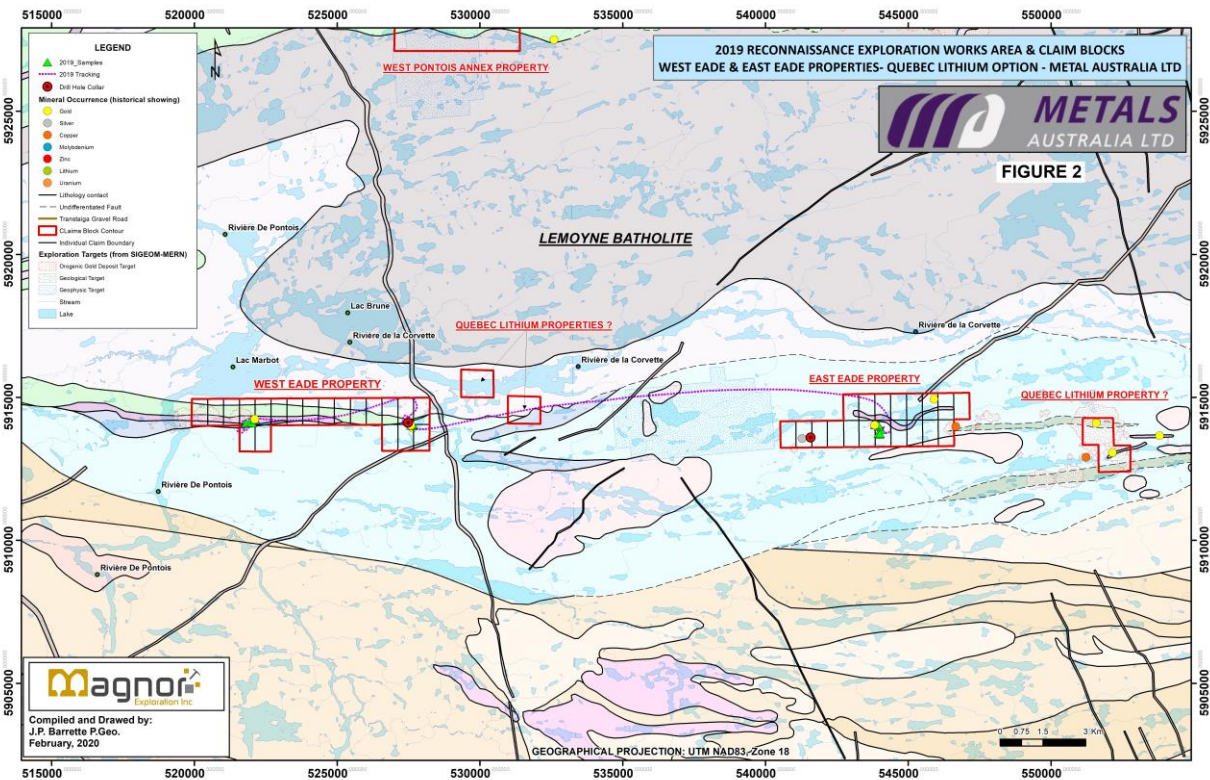 515000 520000 525000 530000 535000 540000 545000 550000
2019 RECONNAISSANCE EXPLORATION WORKS AREA & CLAIM BLOCKS
WEST EADE & EAST EADE PROPERTIES- QUEBEC LITHIUM OPTION - METAL AUSTRALIA LTD
METALS
AUSTRALIA LTD
FIGURE 2
LEGEND
2019_Samples
2019 Tracking
Drill Hole Collar
Mineral Occurrence (historical showing)
Gold
Silver
Copper
Molybdenium
Zinc
Lithium
Uranium
Lithology contact
Undifferentiated Fault
Transtaiga Gravel Road
CLaims Block Contour
Individual Claim Boundary
Exploration Targets (from SIGEOM-MERN)
Orogenic Gold Deposit Target
Geological Target
Geophysic Target
Stream
Lake
N
WEST PONTOIS ANNEX PROPERTY
5925000
5925000
Rivière De Pontois
LEMOYNE BATHOLITE
5920000
5920000
Lac Brune
QUEBEC LITHIUM PROPERTIES ?
Rivière de la Corvette
Rivière de la Corvette
Lac Marbot
Rivière de la Corvette
WEST EADE PROPERTY
EAST EADE PROPERTY
QUEBEC LITHIUM PROPERTY ?
5915000
5915000
Rivière De Pontois
5910000
5910000
Rivière De Pontois
5905000
5905000
Magnor
Exploration Inc
Compiled and Drawed by:
J.P. Barrette P.Geo.
February, 2020
GEOGRAPHICAL PROJECTION: UTM NAD83, Zone 18
0 0.75 1.5 3 Km
515000 520000 525000 530000 535000 540000 545000 550000